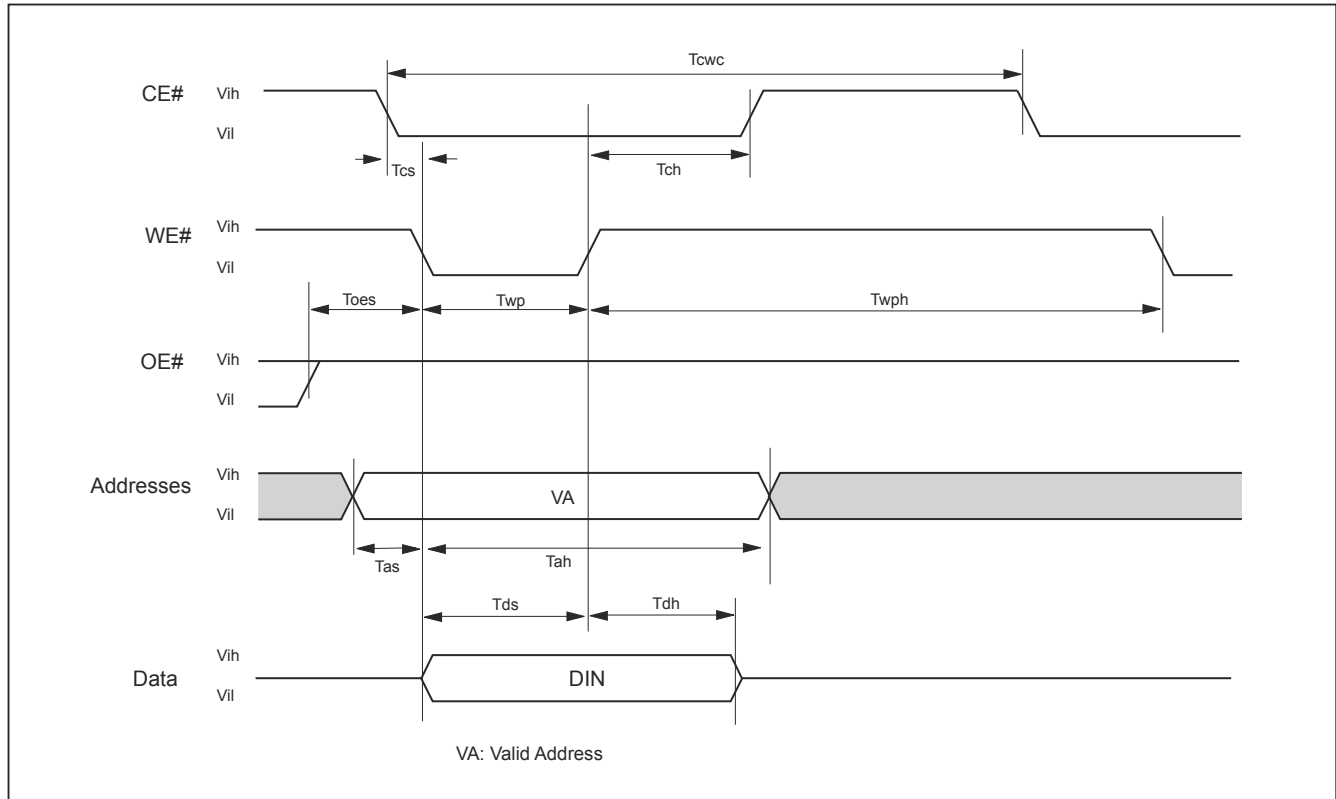 Tcwc
CE# Vih
Vil
Tcs
Tch
WE# Vih
Vil
Toes Twp Twph
OE# Vih
Vil
Addresses Vih
VA
Vil
Tas Tah
Tds Tdh
Data Vih
DIN
Vil
VA: Valid Address